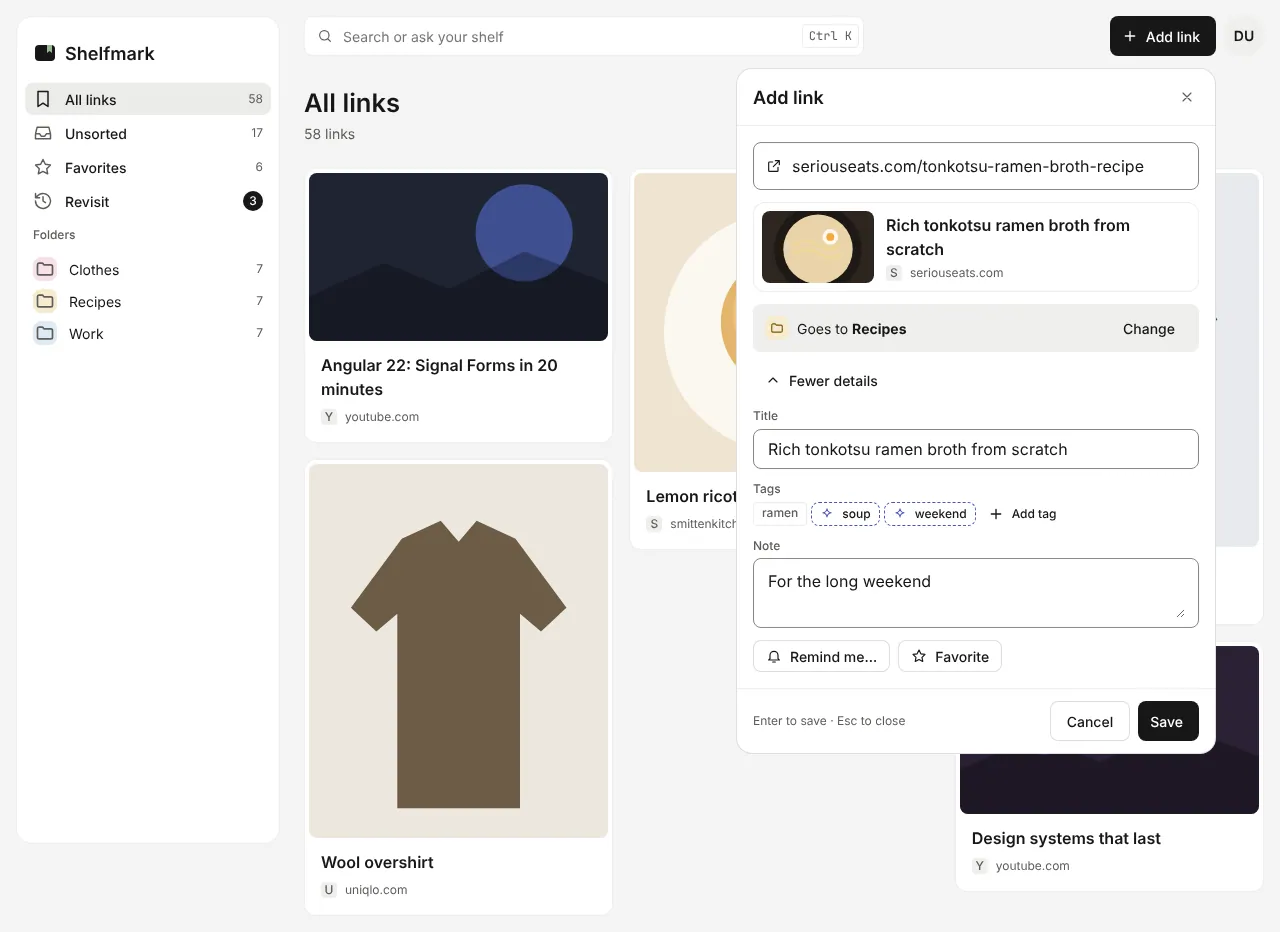 Shelfmark
All links 58
Unsorted 17
Favorites 6
Revisit 3
Folders
Clothes 7
Recipes 7
Work 7
Search or ask your shelf Ctrl K
Add link
DU
All links
58 links
Angular 22: Signal Forms in 20
minutes
Y youtube.com
Wool overshirt
U uniqlo.com
Lemon ricot
S smittenkitch
Design systems that last
Y youtube.com
Add link
seriouseats.com/tonkotsu-ramen-broth-recipe
Rich tonkotsu ramen broth from
scratch
S seriouseats.com
Goes to Recipes Change
Fewer details
Title
Rich tonkotsu ramen broth from scratch
Tags
ramen soup weekend Add tag
Note
For the long weekend
Remind me... Favorite
Enter to save · Esc to close Cancel Save